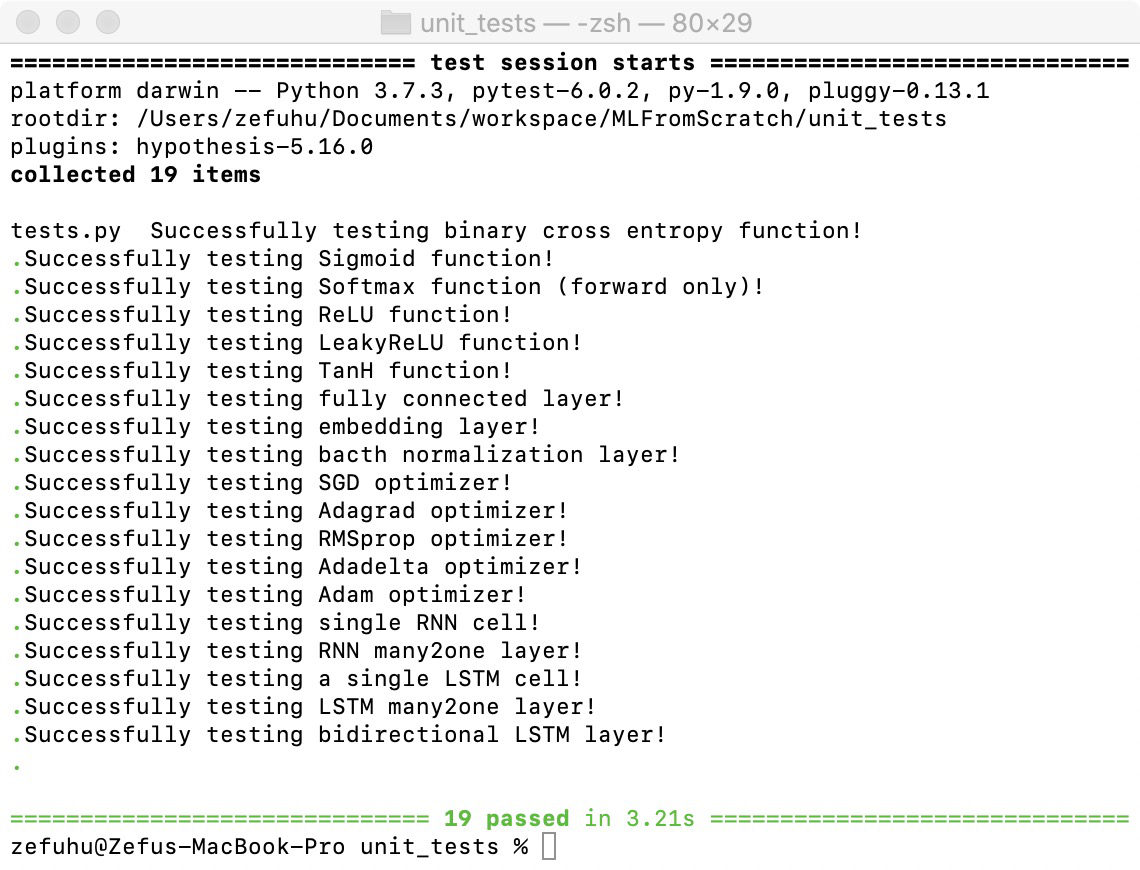 unit_tests — -zsh — 80×29
============================= test session starts ==============================
platform darwin -- Python 3.7.3, pytest-6.0.2, py-1.9.0, pluggy-0.13.1
rootdir: /Users/zefuhu/Documents/workspace/MLFromScratch/unit_tests
plugins: hypothesis-5.16.0
collected 19 items
tests.py  Successfully testing binary cross entropy function!
.Successfully testing Sigmoid function!
.Successfully testing Softmax function (forward only)!
.Successfully testing ReLU function!
.Successfully testing LeakyReLU function!
.Successfully testing TanH function!
.Successfully testing fully connected layer!
.Successfully testing embedding layer!
.Successfully testing bacth normalization layer!
.Successfully testing SGD optimizer!
.Successfully testing Adagrad optimizer!
.Successfully testing RMSprop optimizer!
.Successfully testing Adadelta optimizer!
.Successfully testing Adam optimizer!
.Successfully testing single RNN cell!
.Successfully testing RNN many2one layer!
.Successfully testing a single LSTM cell!
.Successfully testing LSTM many2one layer!
.Successfully testing bidirectional LSTM layer!
.
============================== 19 passed in 3.21s ==============================
zefuhu@Zefus-MacBook-Pro unit_tests %